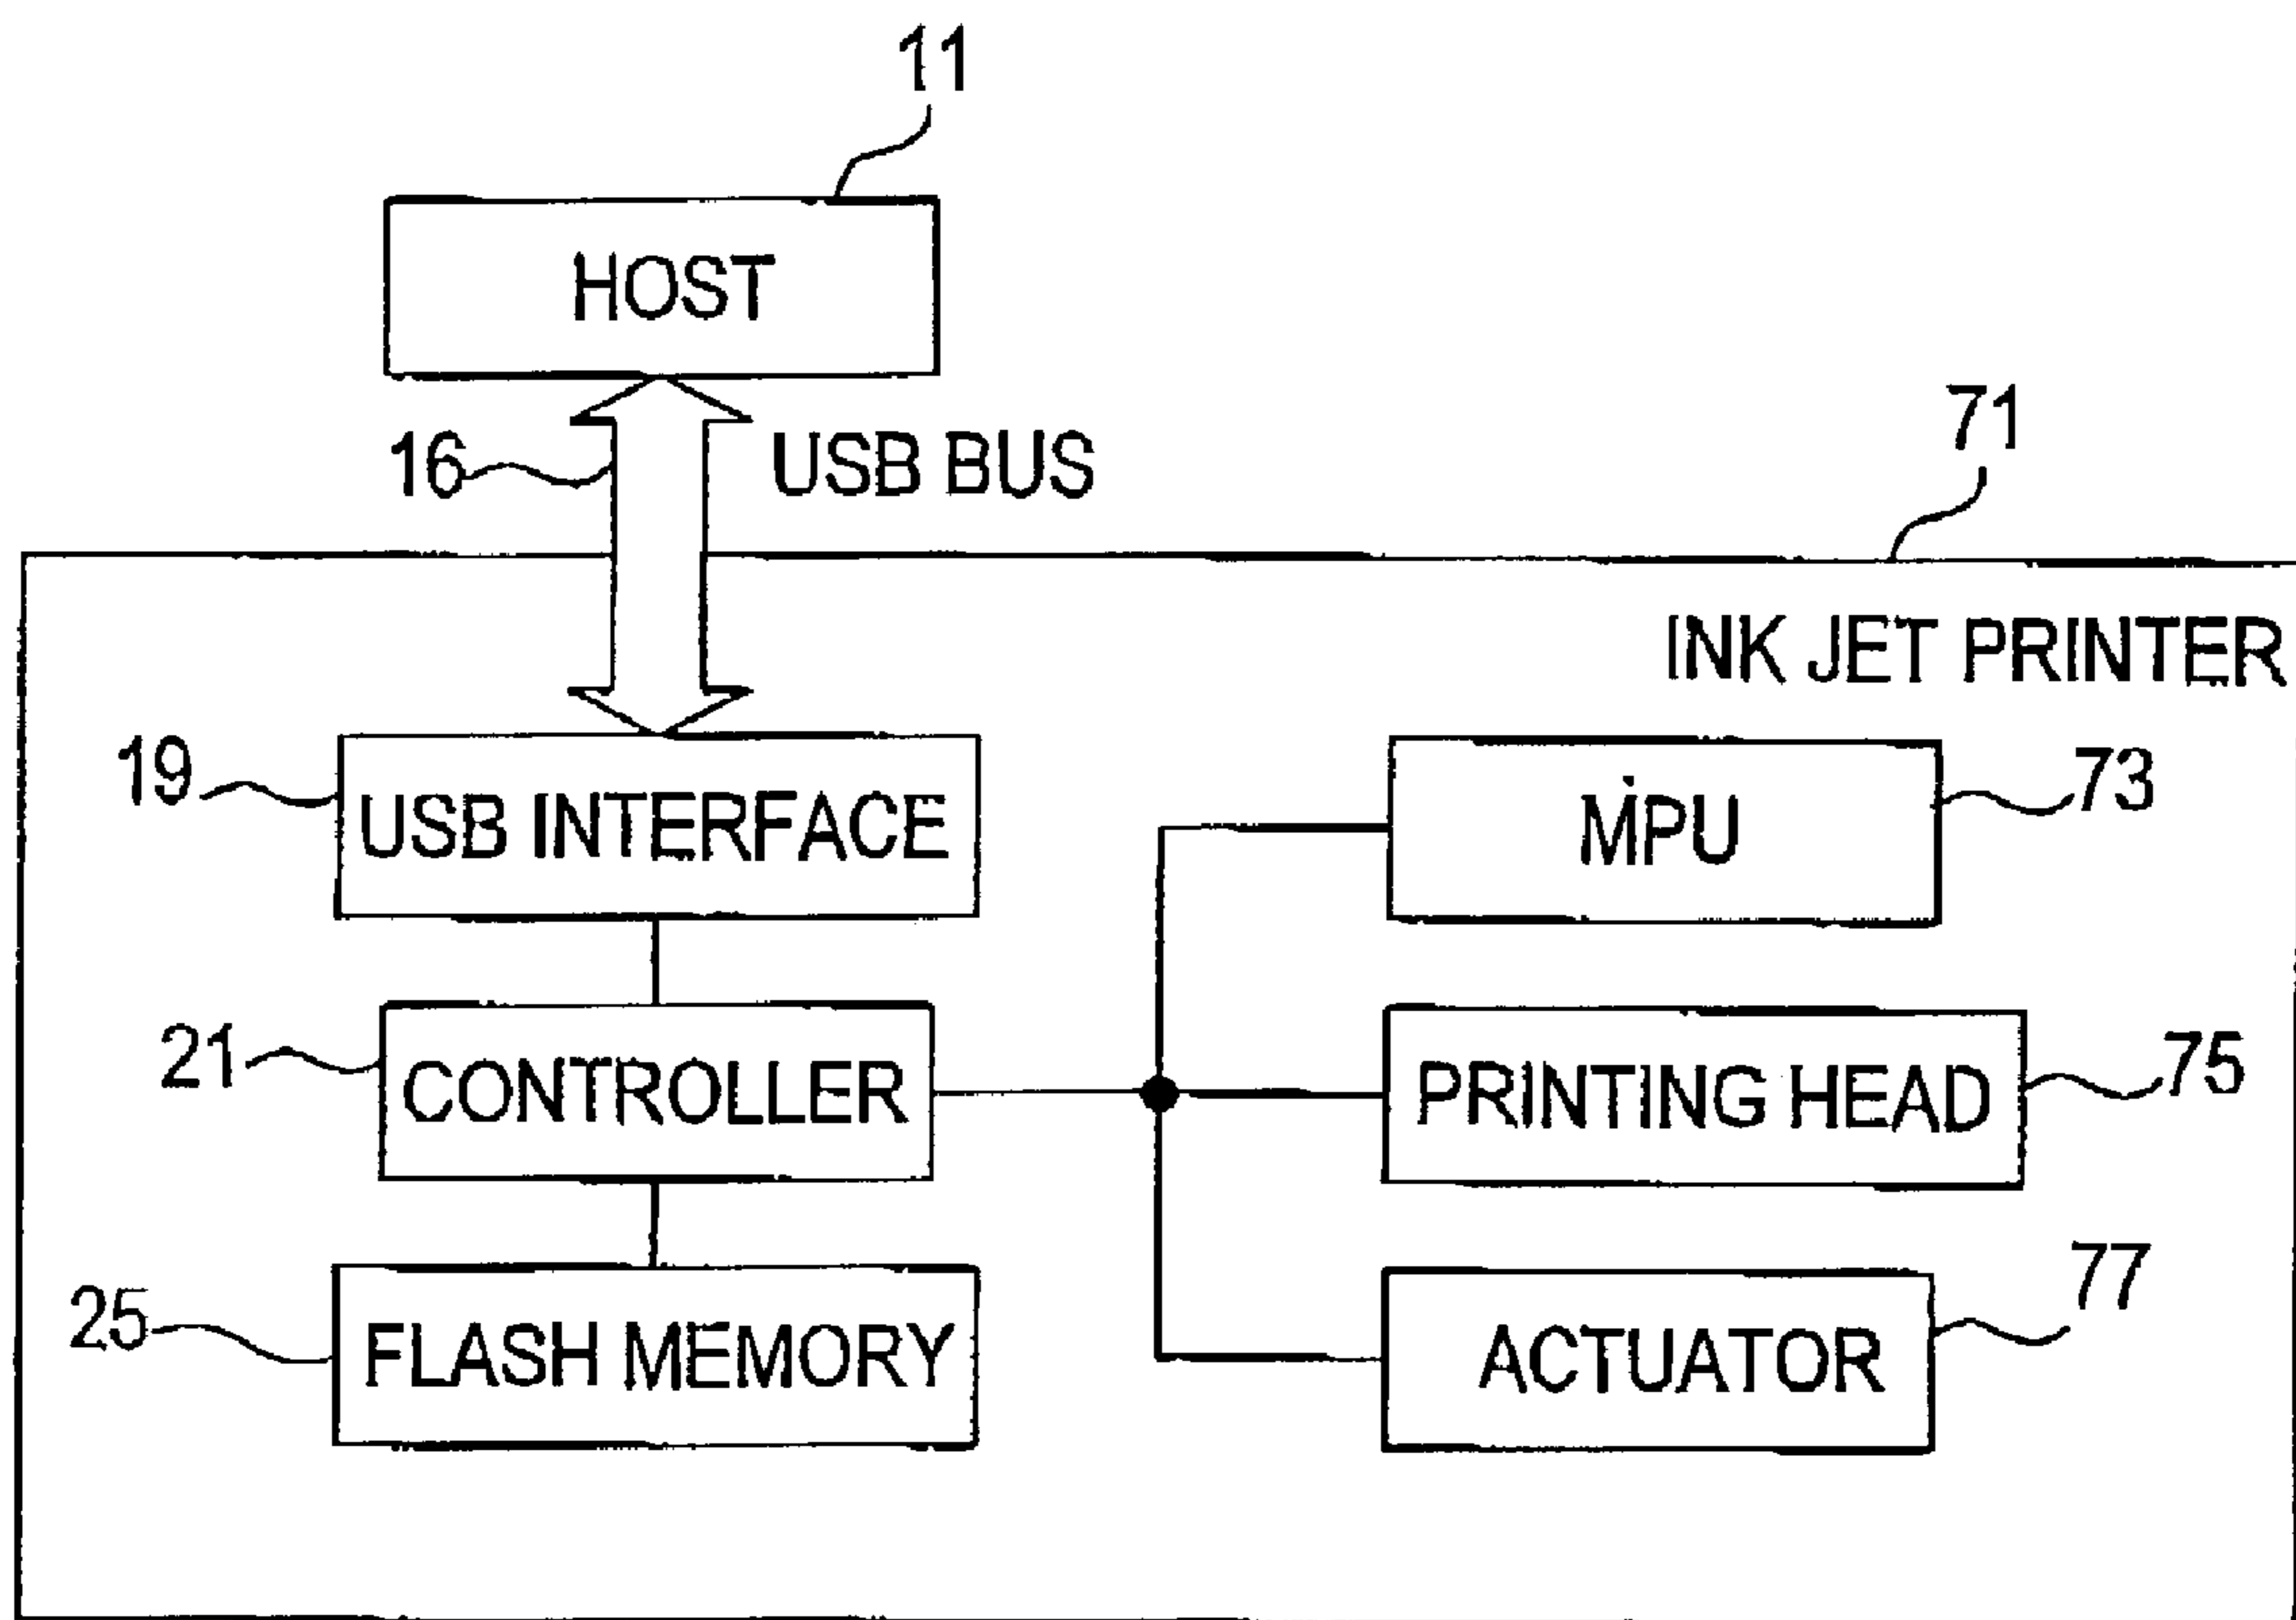 11
HOST
16
USB BUS
71
INK JET PRINTER
19
USB INTERFACE
MPU
73
21
CONTROLLER
PRINTING HEAD
75
25
FLASH MEMORY
ACTUATOR
77